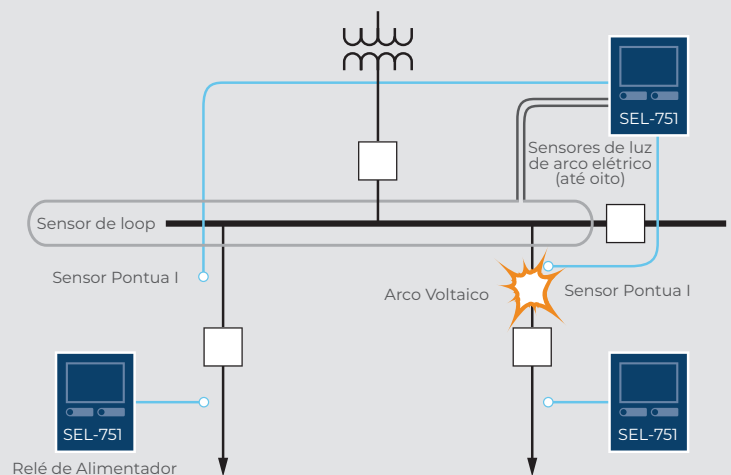 SEL-751
Sensores de luz
de arco elétrico
(até oito)
Sensor de loop
Sensor Pontua I
Arco Voltaico
Sensor Pontua I
SEL-751
SEL-751
Relé de Alimentador